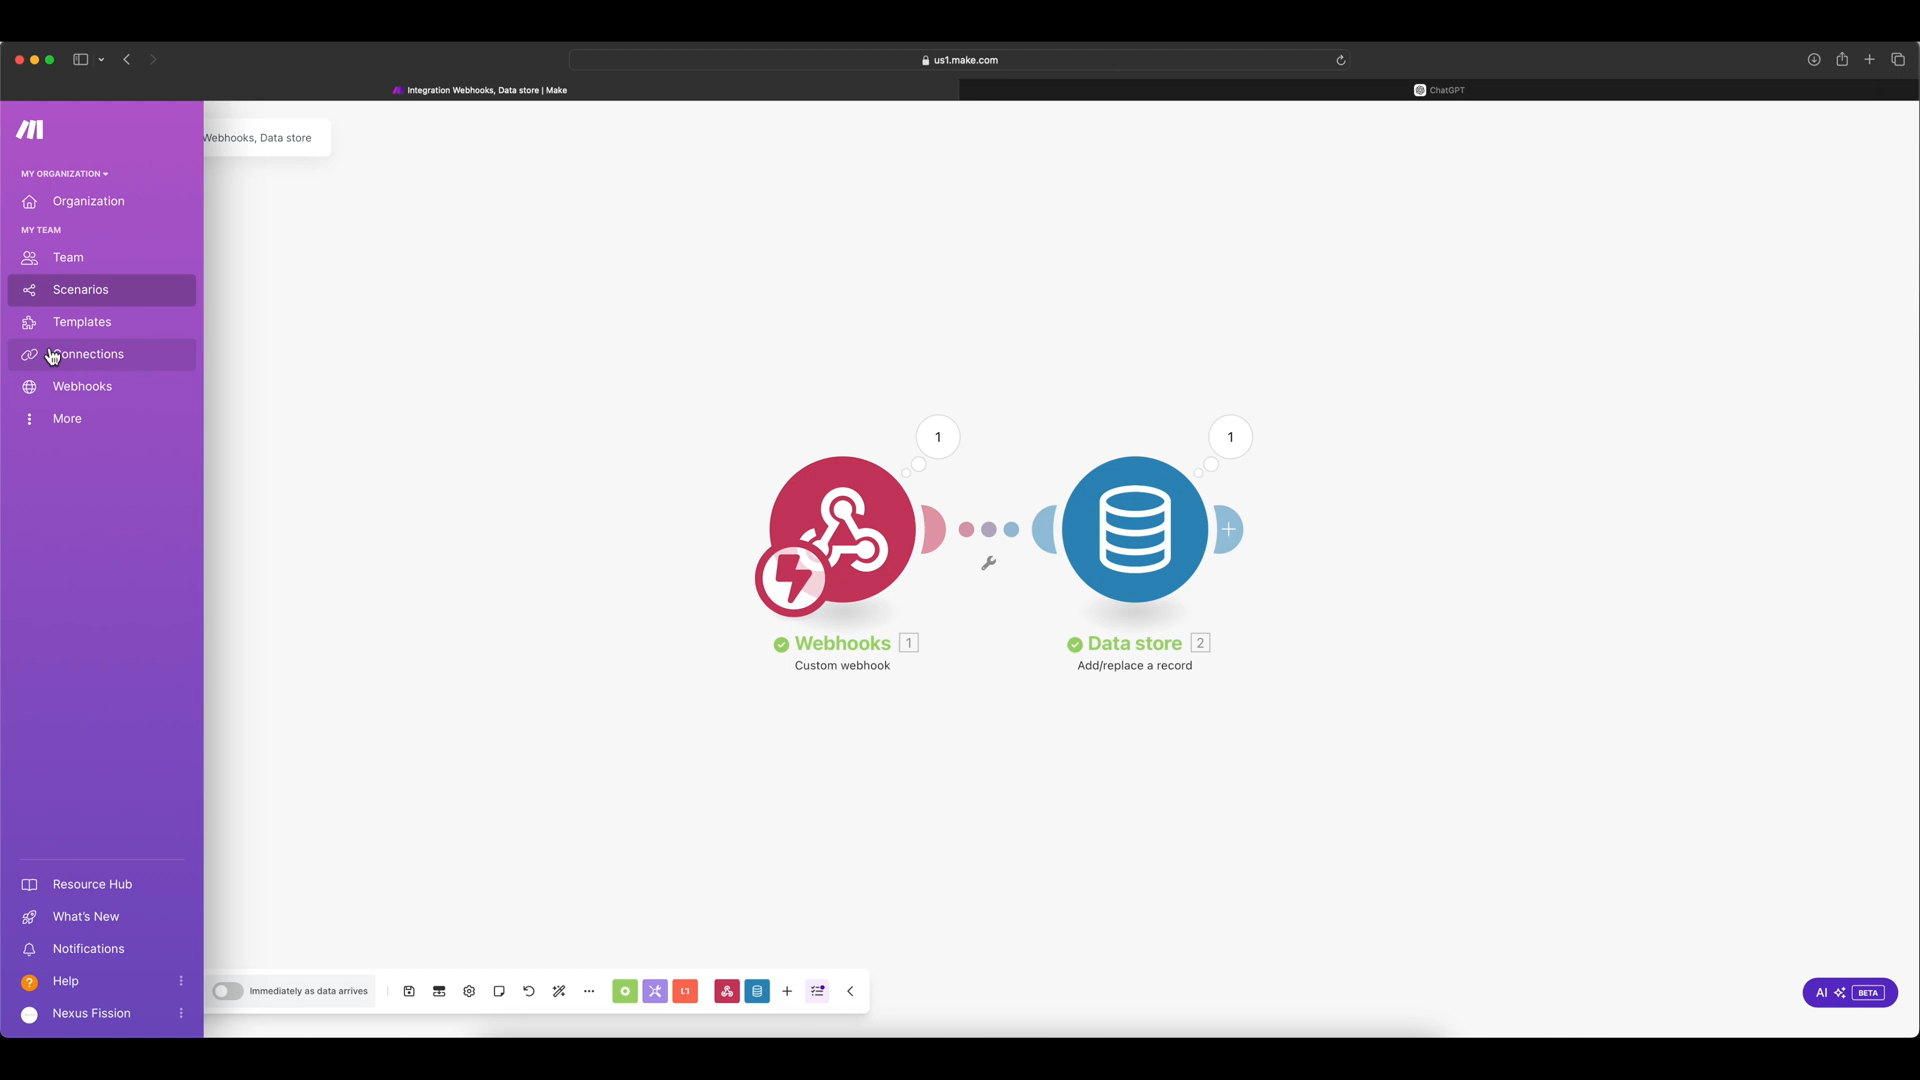 us1.make.com
Integration Webhooks, Data store | Make
ChatGPT
Webhooks, Data store
MY ORGANIZATION
Organization
MY TEAM
Team
Scenarios
Templates
Connections
Webhooks
More
1
1
Webhooks 1
Custom webhook
Data store 2
Add/replace a record
Resource Hub
What's New
Notifications
? Help
Nexus Fission
Immediately as data arrives
AI BETA